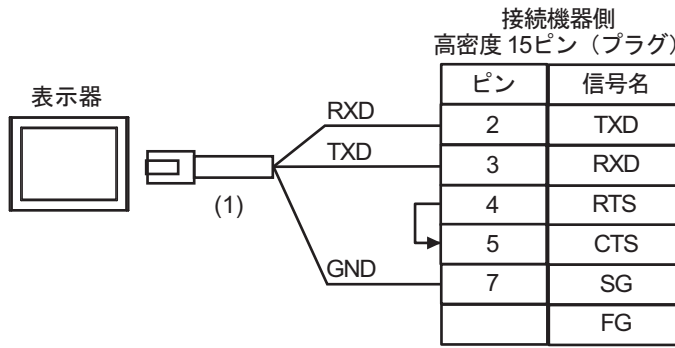 接続機器側
高密度 15ピン（プラグ）
表示器
(1)
RXD
TXD
GND
ピン 信号名
2 TXD
3 RXD
4 RTS
5 CTS
7 SG
FG